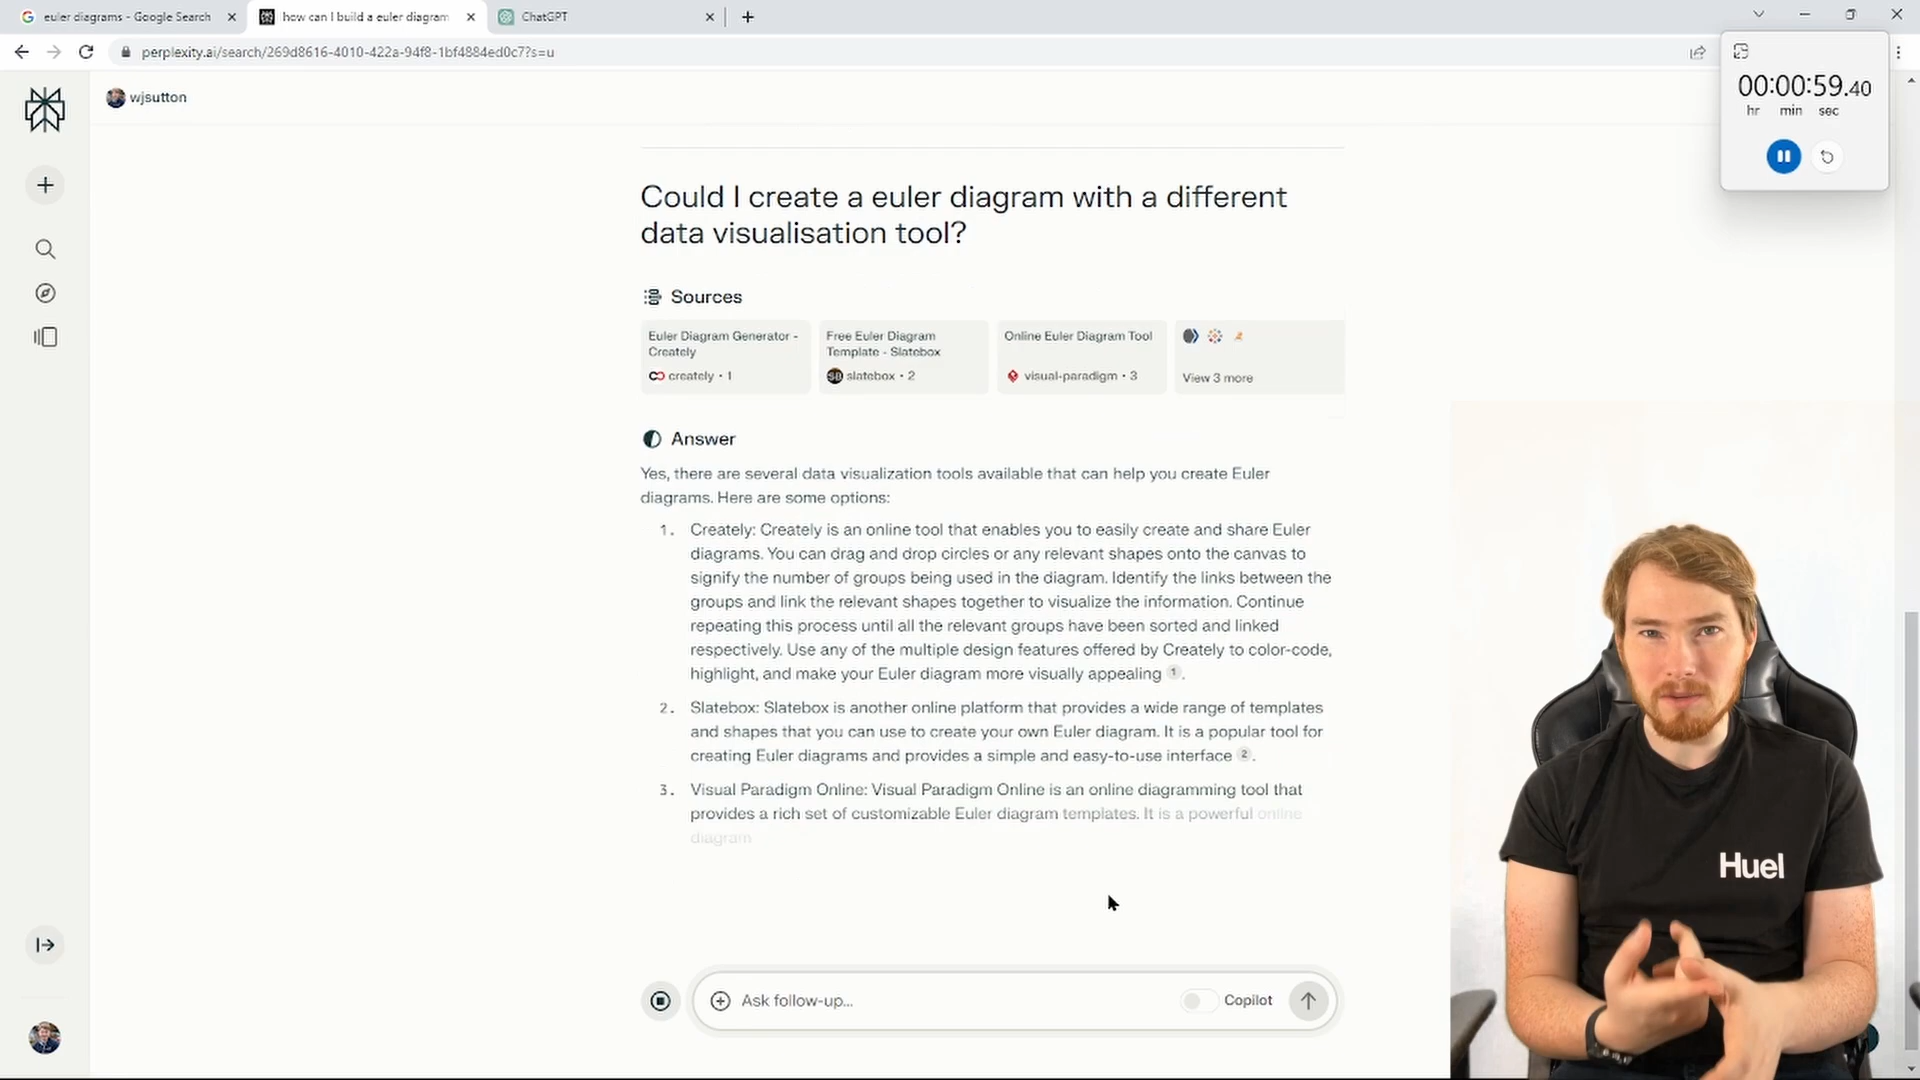 euler diagrams - Google Search
how can I build a euler diagram
ChatGPT
perplexity.ai/search/269d8616-4010-422a-94f8-1bf4884ed0c7?s=u
00:00:59.40
hr min sec
wjsutton
Could I create a euler diagram with a different
data visualisation tool?
Sources
Euler Diagram Generator -
Creately
creately · 1
Free Euler Diagram
Template - Slatebox
SB
slatebox · 2
Online Euler Diagram Tool
visual-paradigm · 3
View 3 more
Answer
Yes, there are several data visualization tools available that can help you create Euler
diagrams. Here are some options:
1. Creately: Creately is an online tool that enables you to easily create and share Euler
diagrams. You can drag and drop circles or any relevant shapes onto the canvas to
signify the number of groups being used in the diagram. Identify the links between the
groups and link the relevant shapes together to visualize the information. Continue
repeating this process until all the relevant groups have been sorted and linked
respectively. Use any of the multiple design features offered by Creately to color-code,
highlight, and make your Euler diagram more visually appealing 1.
2. Slatebox: Slatebox is another online platform that provides a wide range of templates
and shapes that you can use to create your own Euler diagram. It is a popular tool for
creating Euler diagrams and provides a simple and easy-to-use interface 2.
3. Visual Paradigm Online: Visual Paradigm Online is an online diagramming tool that
provides a rich set of customizable Euler diagram templates. It is a powerful online
diagram
Huel
Ask follow-up...
Copilot